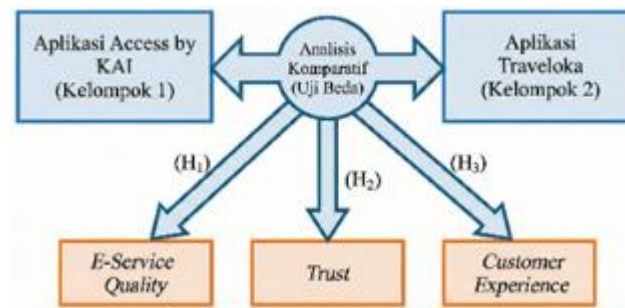 Aplikasi Access by
KAI
(Kelompok 1)
Analisis
Komparatif
(Uji Beda)
Aplikasi
Traveloka
(Kelompok 2)
(H₁)
(H₂)
(H₃)
E-Service
Quality
Trust
Customer
Experience